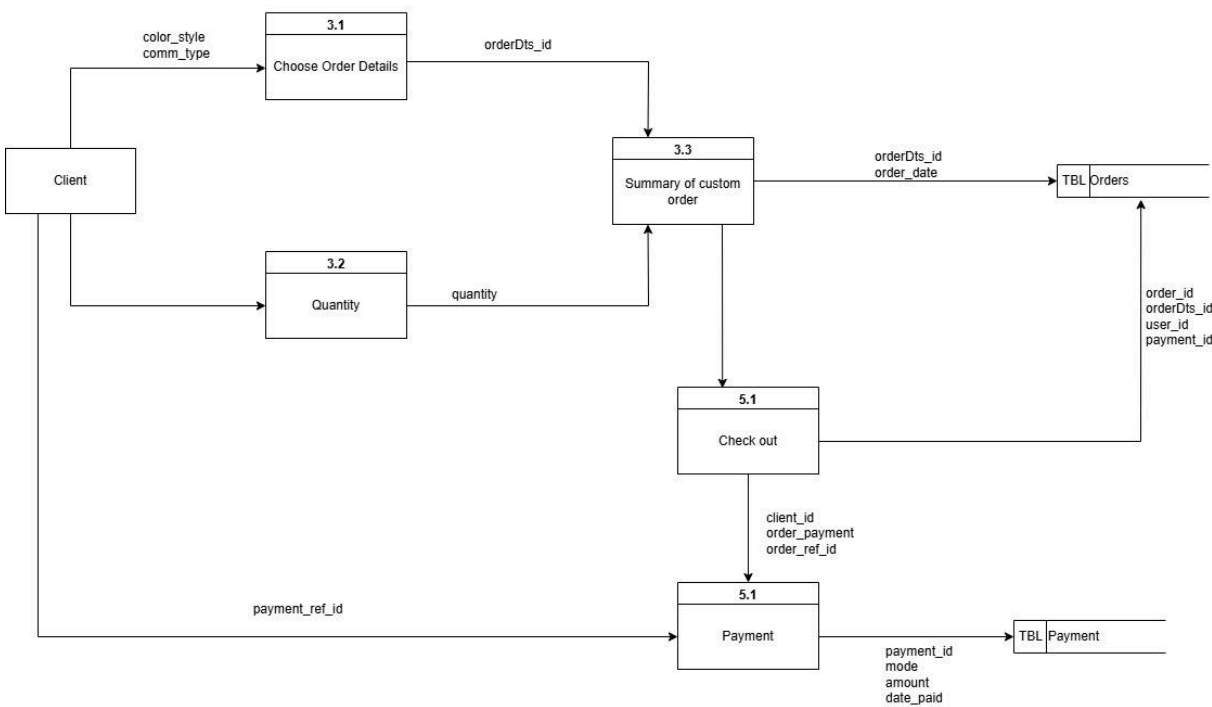 3.1
color_style
comm_type
Choose Order Details
orderDts_id
3.3
Client
Summary of custom
order
orderDts_id
order_date
TBL Orders
3.2
Quantity
quantity
order_id
orderDts_id
user_id
payment_id
5.1
Check out
client_id
order_payment
order_ref_id
5.1
payment_ref_id
Payment
TBL Payment
payment_id
mode
amount
date_paid